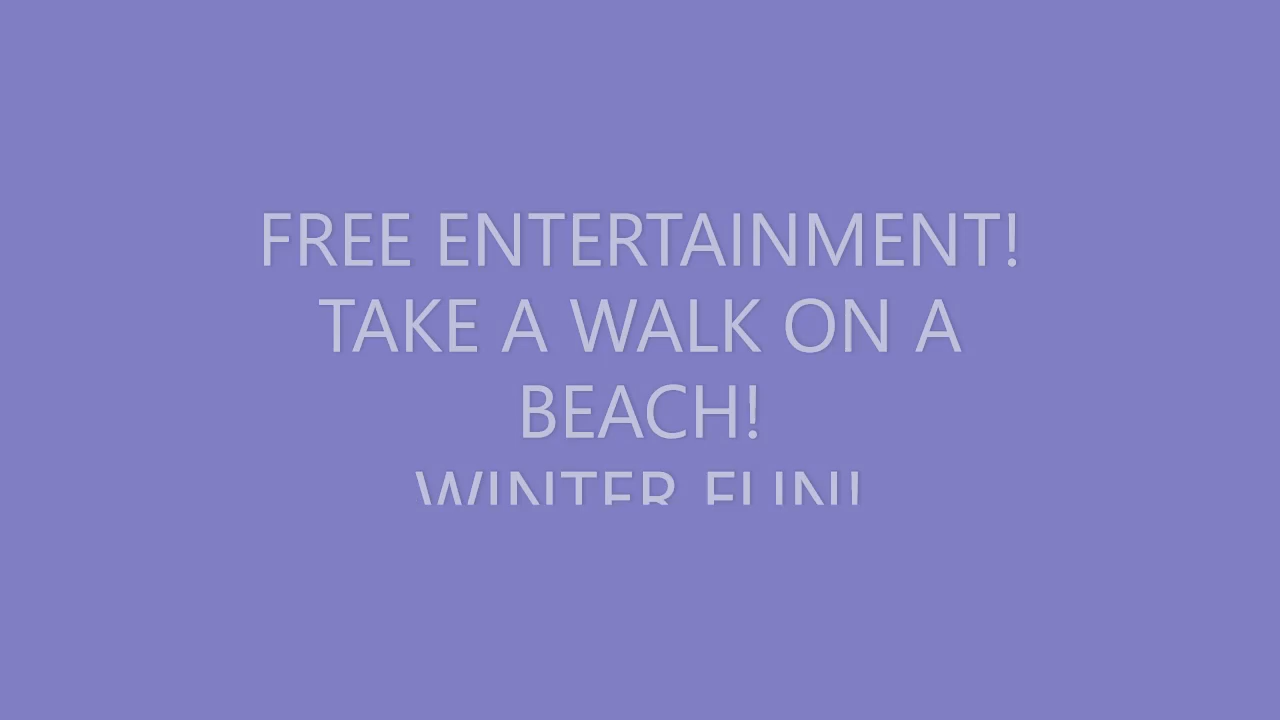 FREE ENTERTAINMENT!
TAKE A WALK ON A
BEACH!
WINTER FUN!